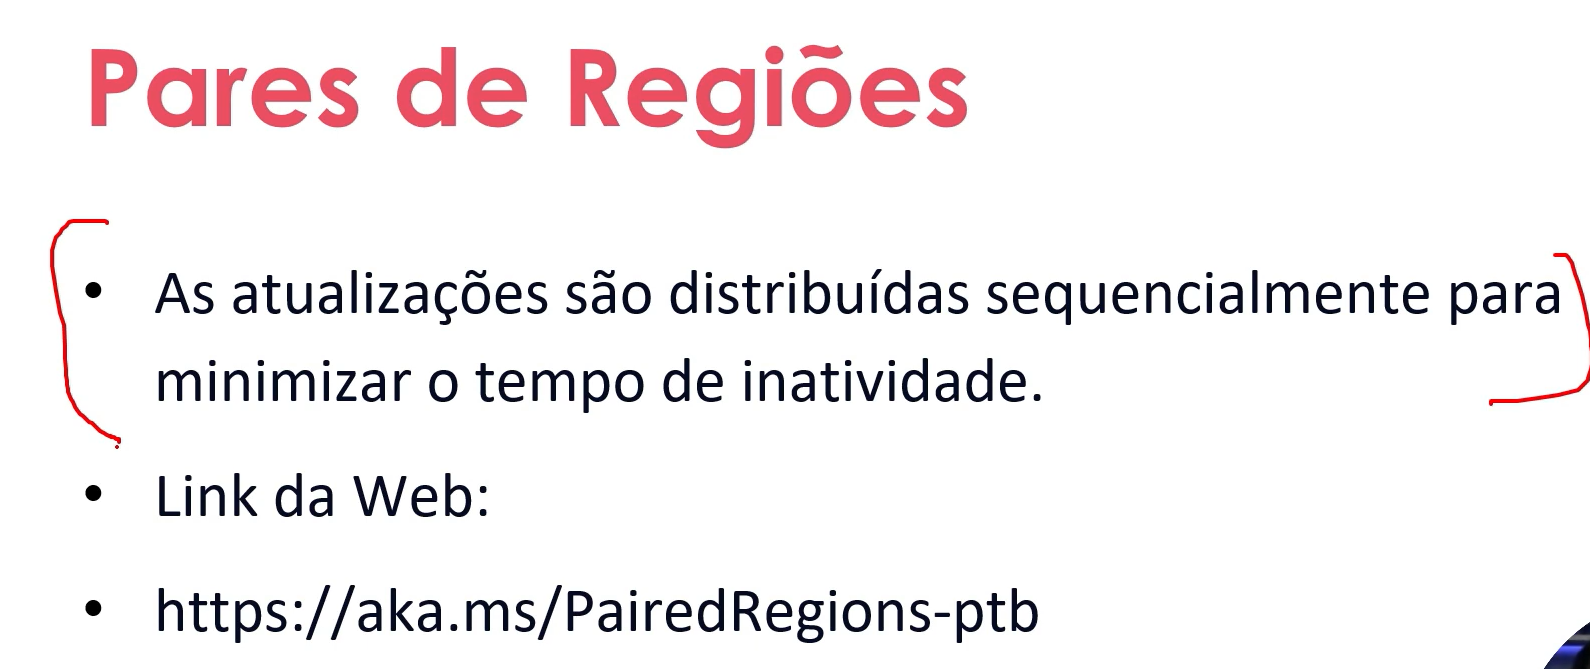 Pares de Regiões
• As atualizações são distribuídas sequencialmente para
minimizar o tempo de inatividade.
• Link da Web:
• https://aka.ms/PairedRegions-ptb